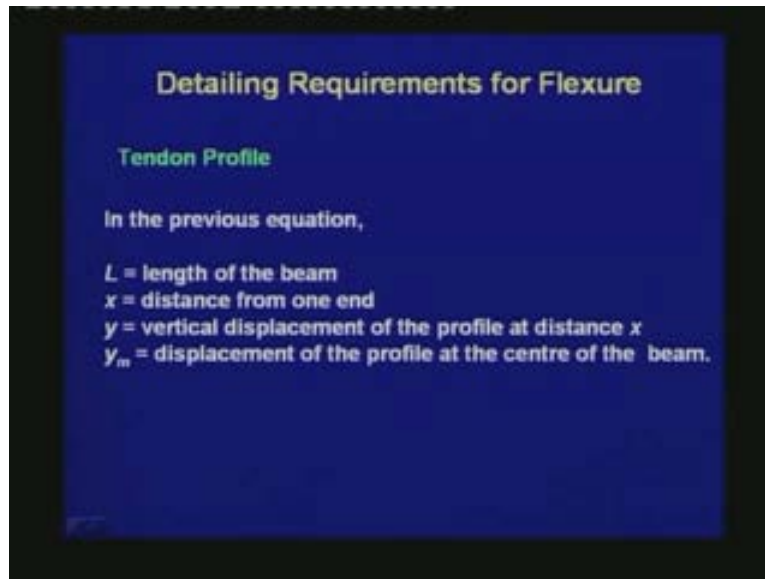 Detailing Requirements for Flexure
Tendon Profile
In the previous equation,
L = length of the beam
x = distance from one end
y = vertical displacement of the profile at distance x
yₘ = displacement of the profile at the centre of the beam.